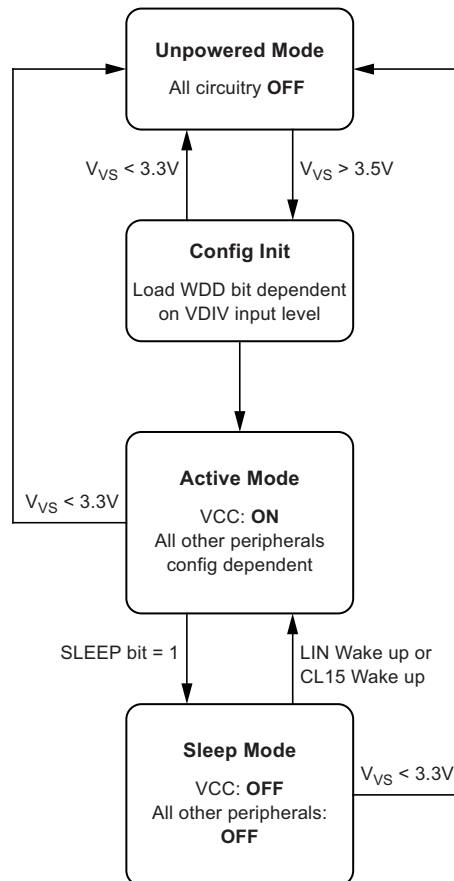 Unpowered Mode
All circuitry OFF
V_VS < 3.3V
V_VS > 3.5V
Config Init
Load WDD bit dependent
on VDIV input level
Active Mode
VCC: ON
All other peripherals
config dependent
V_VS < 3.3V
SLEEP bit = 1
LIN Wake up or
CL15 Wake up
Sleep Mode
VCC: OFF
All other peripherals:
OFF
V_VS < 3.3V